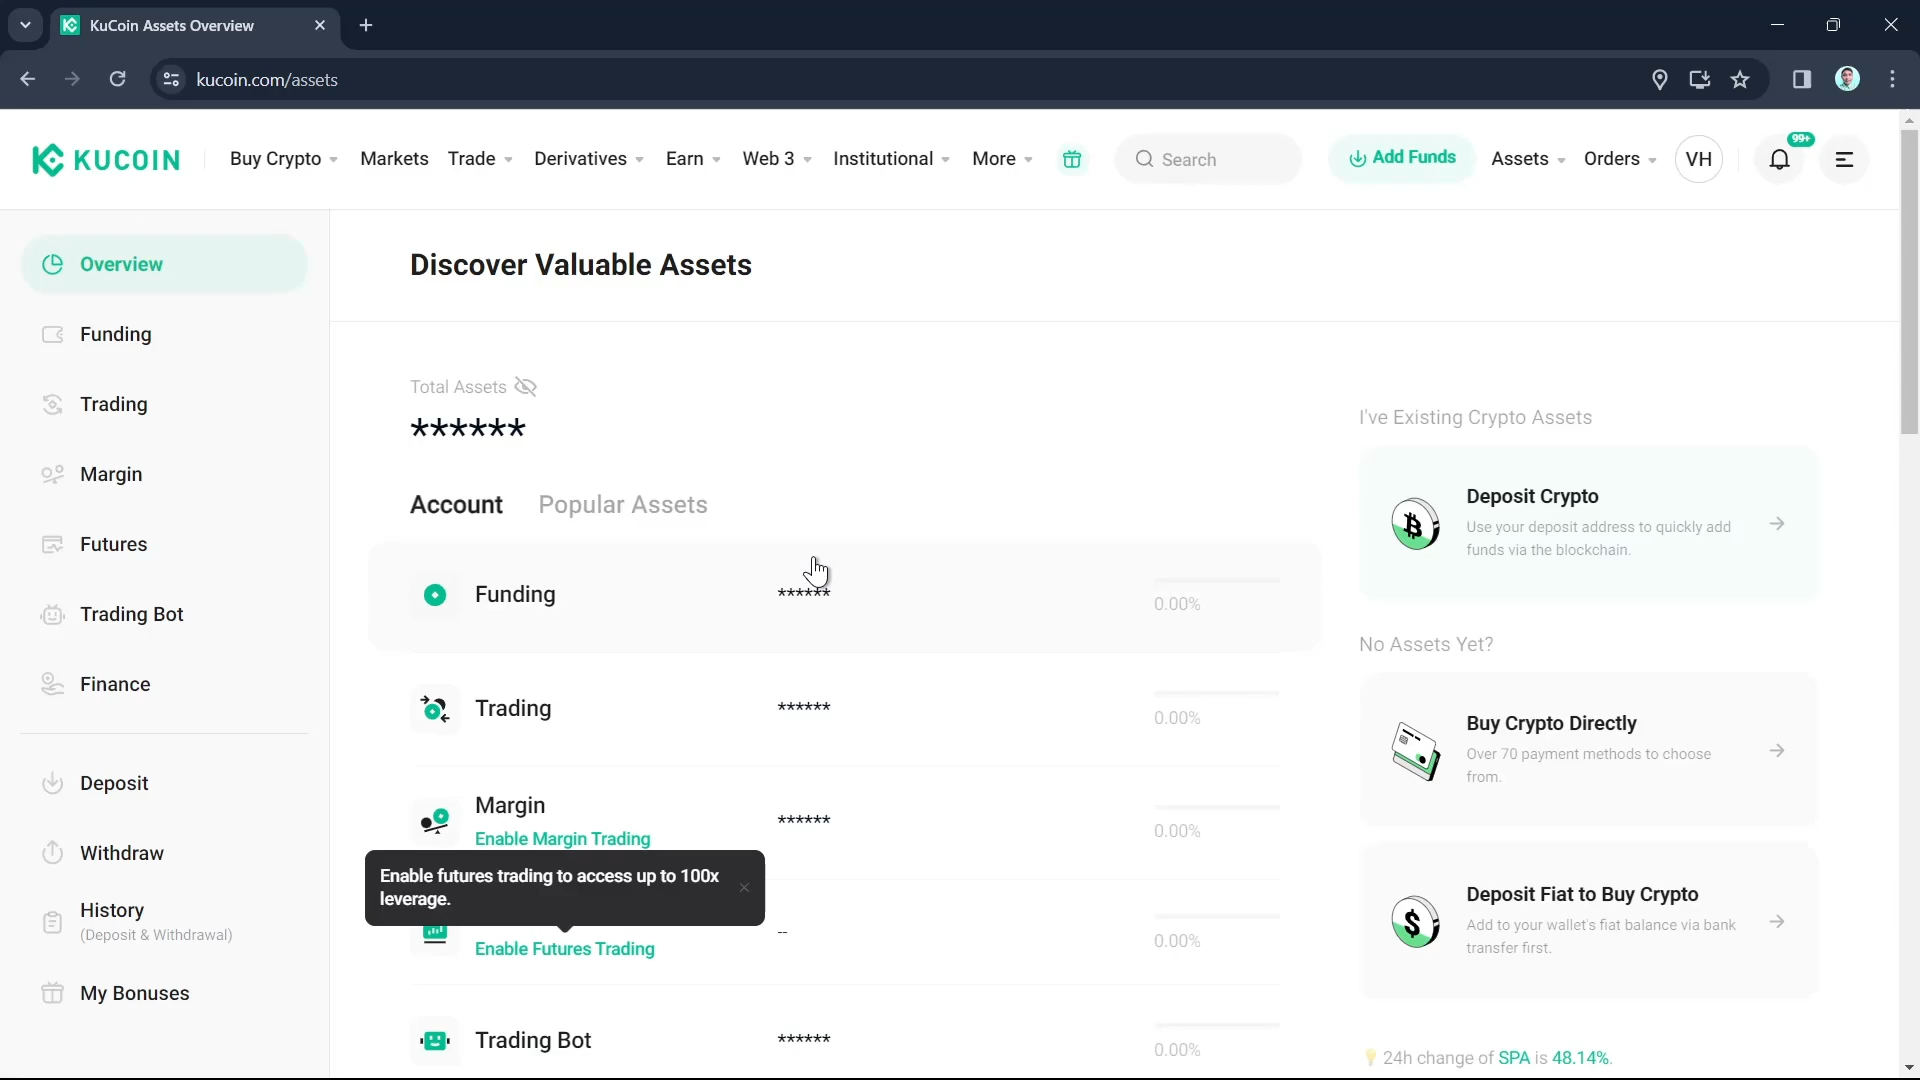 KuCoin Assets Overview
kucoin.com/assets
KUCOIN
Buy Crypto
Markets
Trade
Derivatives
Earn
Web 3
Institutional
More
Search
Add Funds
Assets
Orders
VH
99+
Overview
Funding
Trading
Margin
Futures
Trading Bot
Finance
Deposit
Withdraw
History
(Deposit & Withdrawal)
My Bonuses
Discover Valuable Assets
Total Assets
******
Account
Popular Assets
Funding
******
0.00%
Trading
******
0.00%
Margin
Enable Margin Trading
******
0.00%
Enable futures trading to access up to 100x
leverage.
Enable Futures Trading
--
0.00%
Trading Bot
******
0.00%
I've Existing Crypto Assets
Deposit Crypto
Use your deposit address to quickly add
funds via the blockchain.
No Assets Yet?
Buy Crypto Directly
Over 70 payment methods to choose
from.
Deposit Fiat to Buy Crypto
Add to your wallet's fiat balance via bank
transfer first.
24h change of SPA is 48.14%.